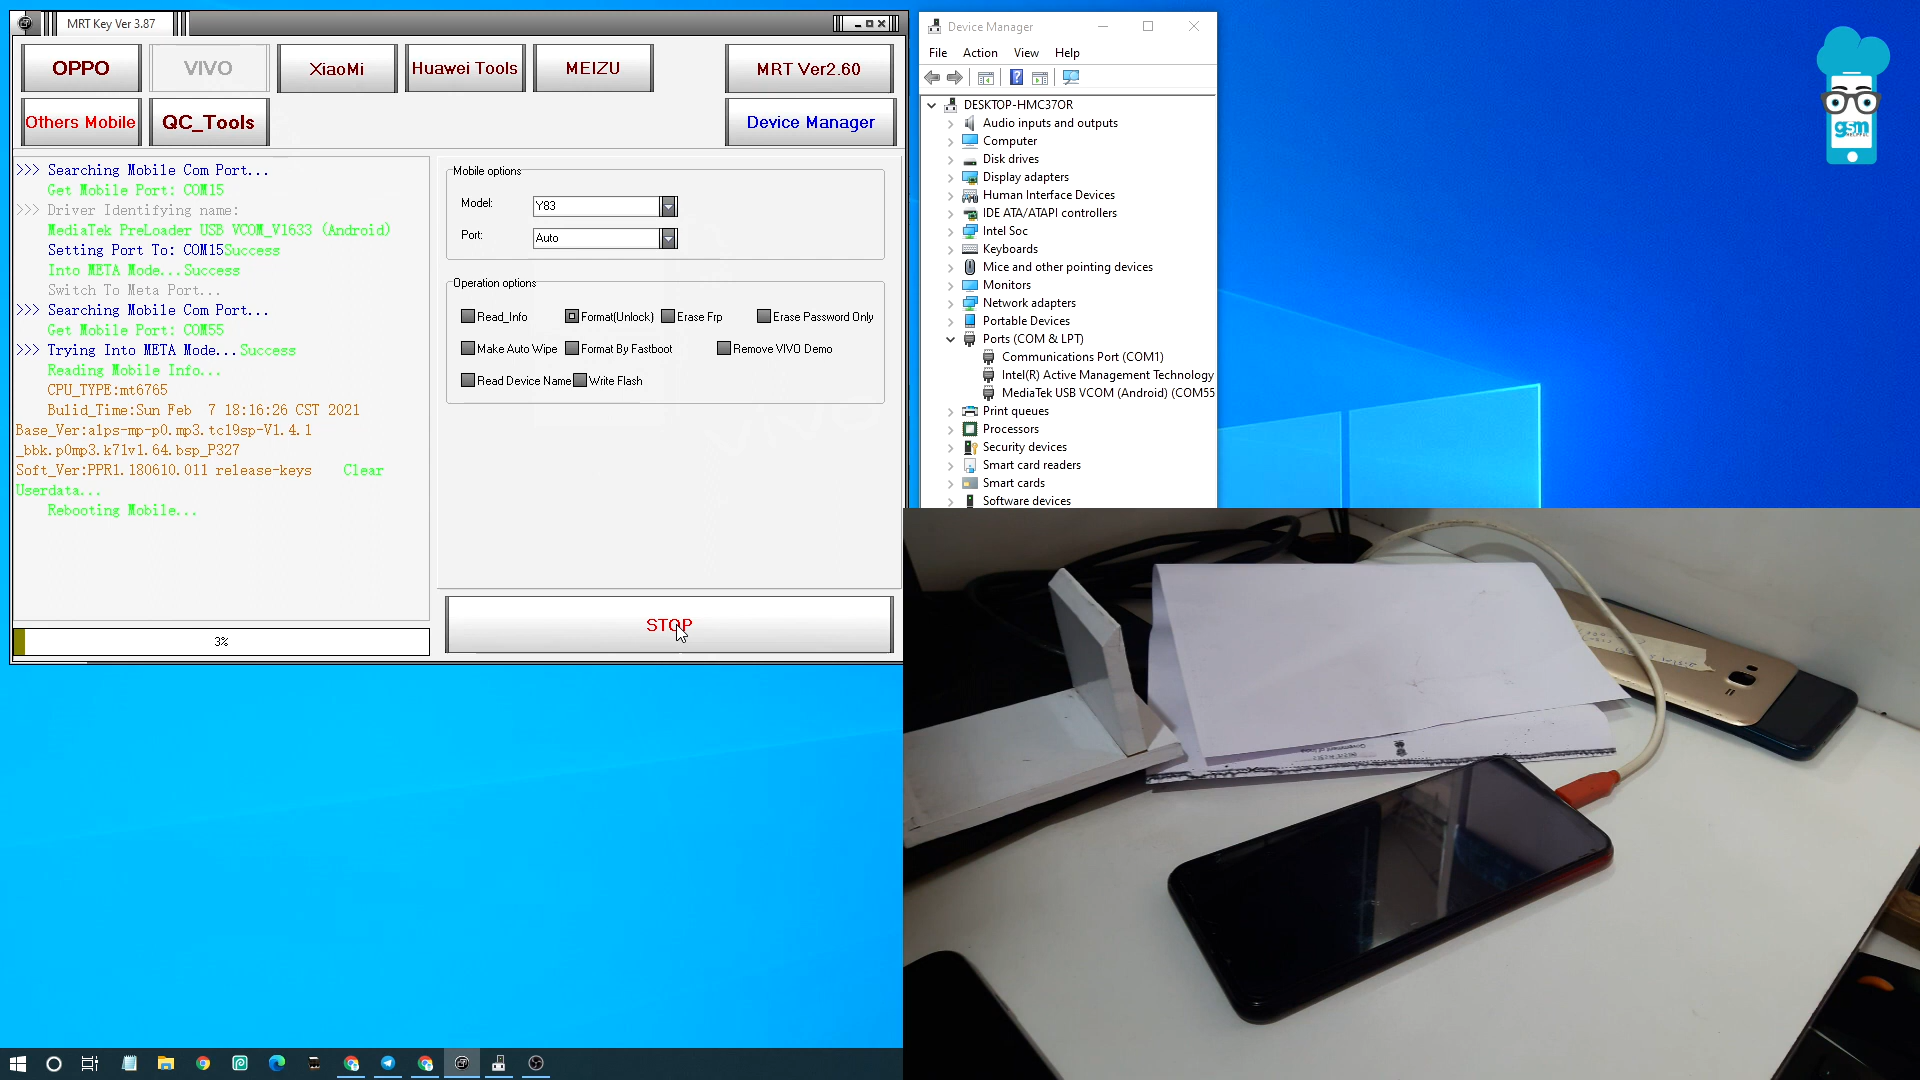 MRT Key Ver 3.87
OPPO
VIVO
XiaoMi
Huawei Tools
MEIZU
MRT Ver2.60
Others Mobile
QC_Tools
Device Manager
>>> Searching Mobile Com Port...
Get Mobile Port: COM15
>>> Driver Identifying name:
MediaTek PreLoader USB VCOM_V1633 (Android)
Setting Port To: COM15Success
Into META Mode...Success
Switch To Meta Port...
>>> Searching Mobile Com Port...
Get Mobile Port: COM55
>>> Trying Into META Mode...Success
Reading Mobile Info...
CPU_TYPE:mt6765
Bulid_Time:Sun Feb  7 18:16:26 CST 2021
Base_Ver:alps-mp-p0.mp3.tc19sp-V1.4.1
_bbk.p0mp3.k71v1.64.bsp_P327
Soft_Ver:PPR1.180610.011 release-keys    Clear
Userdata...
Rebooting Mobile...
3%
Mobile options
Model:
Y83
Port:
Auto
Operation options
Read_Info
Format(Unlock)
Erase Frp
Erase Password Only
Make Auto Wipe
Format By Fastboot
Remove VIVO Demo
Read Device Name
Write Flash
STOP
Device Manager
File
Action
View
Help
DESKTOP-HMC37OR
Audio inputs and outputs
Computer
Disk drives
Display adapters
Human Interface Devices
IDE ATA/ATAPI controllers
Intel Soc
Keyboards
Mice and other pointing devices
Monitors
Network adapters
Portable Devices
Ports (COM & LPT)
Communications Port (COM1)
Intel(R) Active Management Technology
MediaTek USB VCOM (Android) (COM55
Print queues
Processors
Security devices
Smart card readers
Smart cards
Software devices
gsm